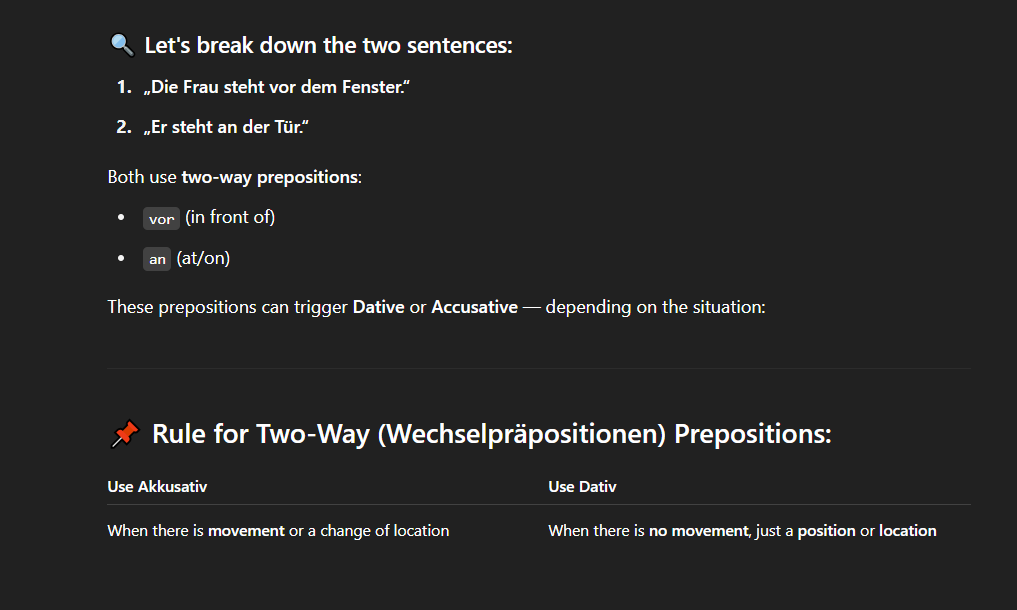 🔍 Let's break down the two sentences:
1. „Die Frau steht vor dem Fenster.“
2. „Er steht an der Tür.“
Both use two-way prepositions:
• vor (in front of)
• an (at/on)
These prepositions can trigger Dative or Accusative — depending on the situation:
📌 Rule for Two-Way (Wechselpräpositionen) Prepositions:
Use Akkusativ Use Dativ
When there is movement or a change of location When there is no movement, just a position or location